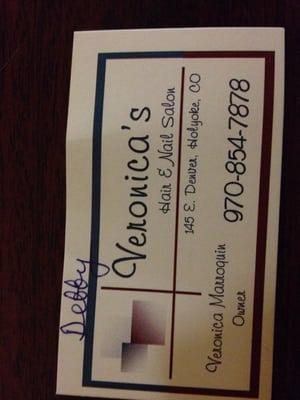 Debby
Veronica's
Hair & Nail Salon
145 E. Denver, Holyoke, CO
Veronica Marroquin
Owner
970-854-7878